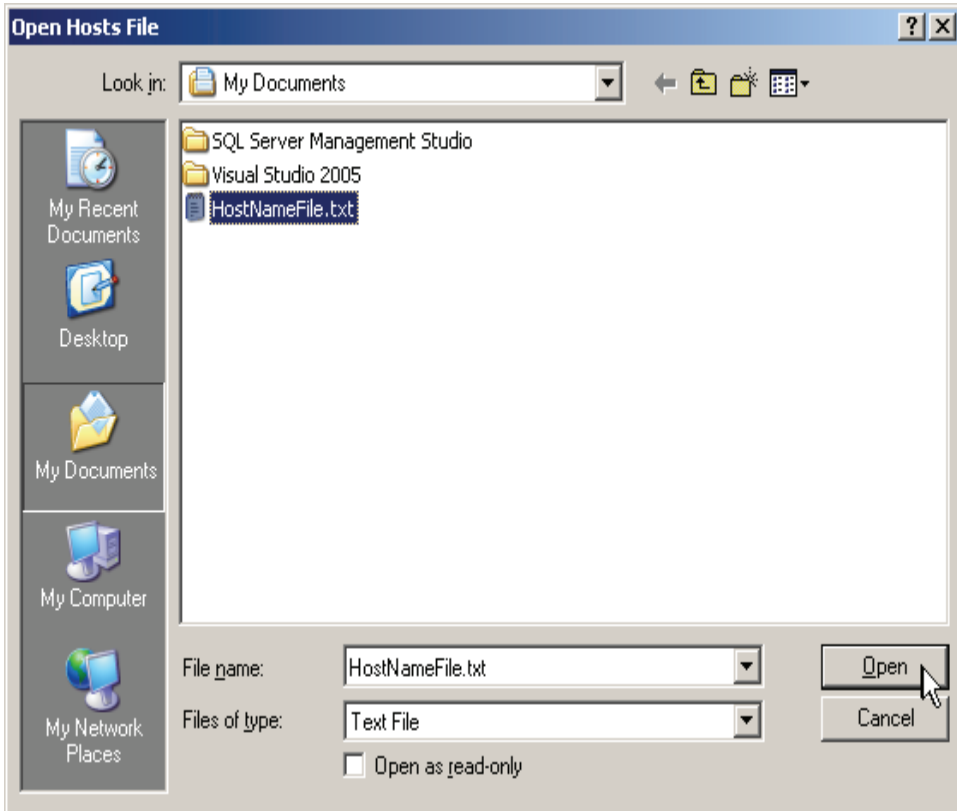 Open Hosts File
Look in: My Documents
SQL Server Management Studio
Visual Studio 2005
HostNameFile.txt
My Recent
Documents
Desktop
My Documents
My Computer
My Network
Places
File name: HostNameFile.txt Open
Files of type: Text File Cancel
Open as read-only